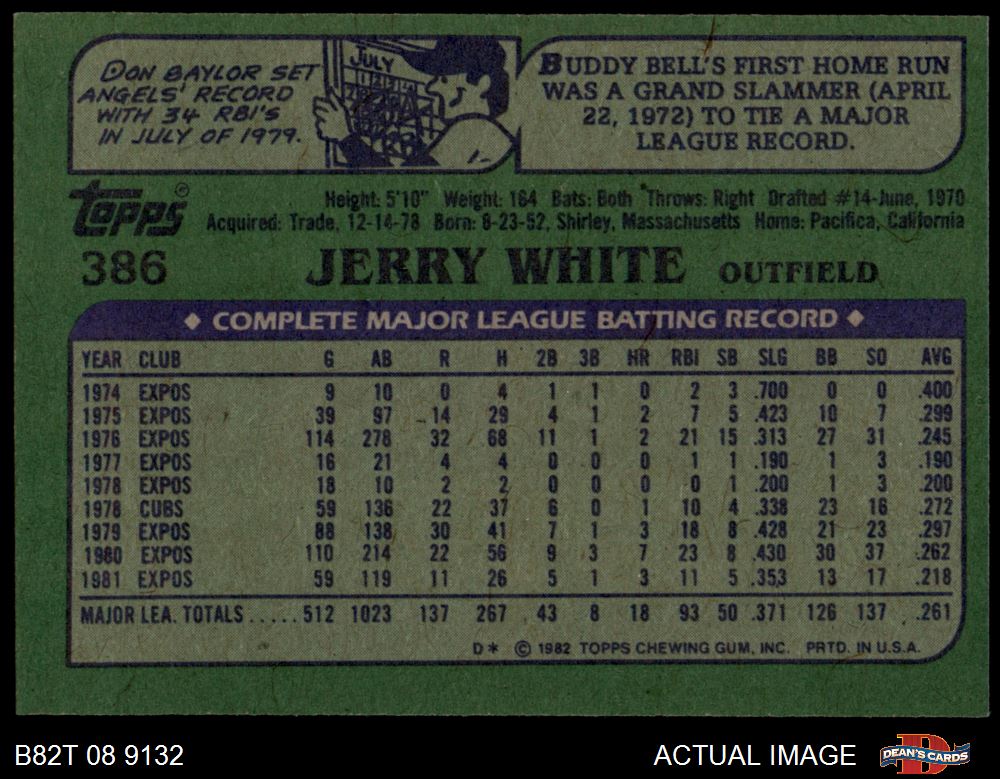 DON BAYLOR SET
ANGELS' RECORD
WITH 34 RBI'S
IN JULY OF 1979.
JULY
BUDDY BELL'S FIRST HOME RUN
WAS A GRAND SLAMMER (APRIL
22, 1972) TO TIE A MAJOR
LEAGUE RECORD.
topps®
Height: 5'10" Weight: 164 Bats: Both Throws: Right Drafted #14-June, 1970
Acquired: Trade, 12-14-78 Born: 8-23-52, Shirley, Massachusetts Home: Pacifica, California
386 JERRY WHITE OUTFIELD
◆ COMPLETE MAJOR LEAGUE BATTING RECORD ◆
YEAR CLUB G AB R H 2B 3B HR RBI SB SLG BB SO AVG
1974 EXPOS 9 10 0 4 1 1 0 2 3 .700 0 0 .400
1975 EXPOS 39 97 14 29 4 1 2 7 5 .423 10 7 .299
1976 EXPOS 114 278 32 68 11 1 2 21 15 .313 27 31 .245
1977 EXPOS 16 21 4 4 0 0 0 1 1 .190 1 3 .190
1978 EXPOS 18 10 2 2 0 0 0 0 1 .200 1 3 .200
1978 CUBS 59 136 22 37 6 0 1 10 4 .338 23 16 .272
1979 EXPOS 88 138 30 41 7 1 3 18 8 .428 21 23 .297
1980 EXPOS 110 214 22 56 9 3 7 23 8 .430 30 37 .262
1981 EXPOS 59 119 11 26 5 1 3 11 5 .353 13 17 .218
MAJOR LEA. TOTALS ..... 512 1023 137 267 43 8 18 93 50 .371 126 137 .261
D* © 1982 TOPPS CHEWING GUM, INC. PRTD. IN U.S.A.
B82T 08 9132 ACTUAL IMAGE DEAN'S CARDS